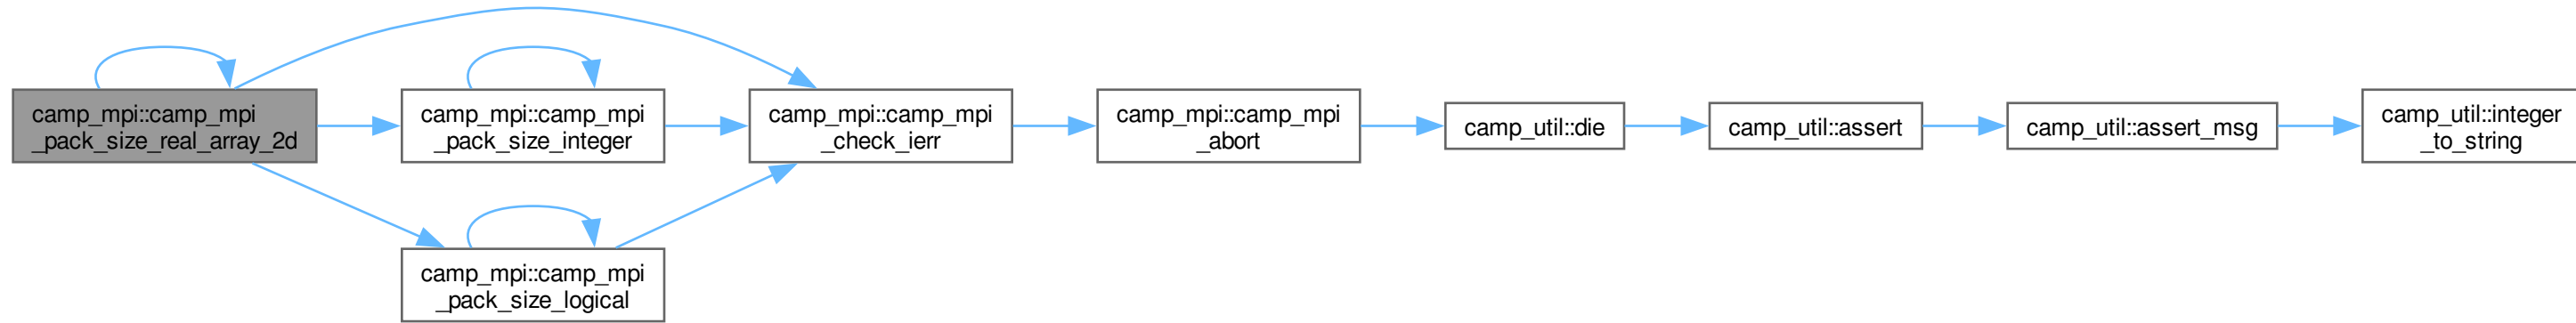 camp_mpi::camp_mpi
_pack_size_real_array_2d
camp_mpi::camp_mpi
_pack_size_integer
camp_mpi::camp_mpi
_check_ierr
camp_mpi::camp_mpi
_abort
camp_util::die
camp_util::assert
camp_util::assert_msg
camp_util::integer
_to_string
camp_mpi::camp_mpi
_pack_size_logical